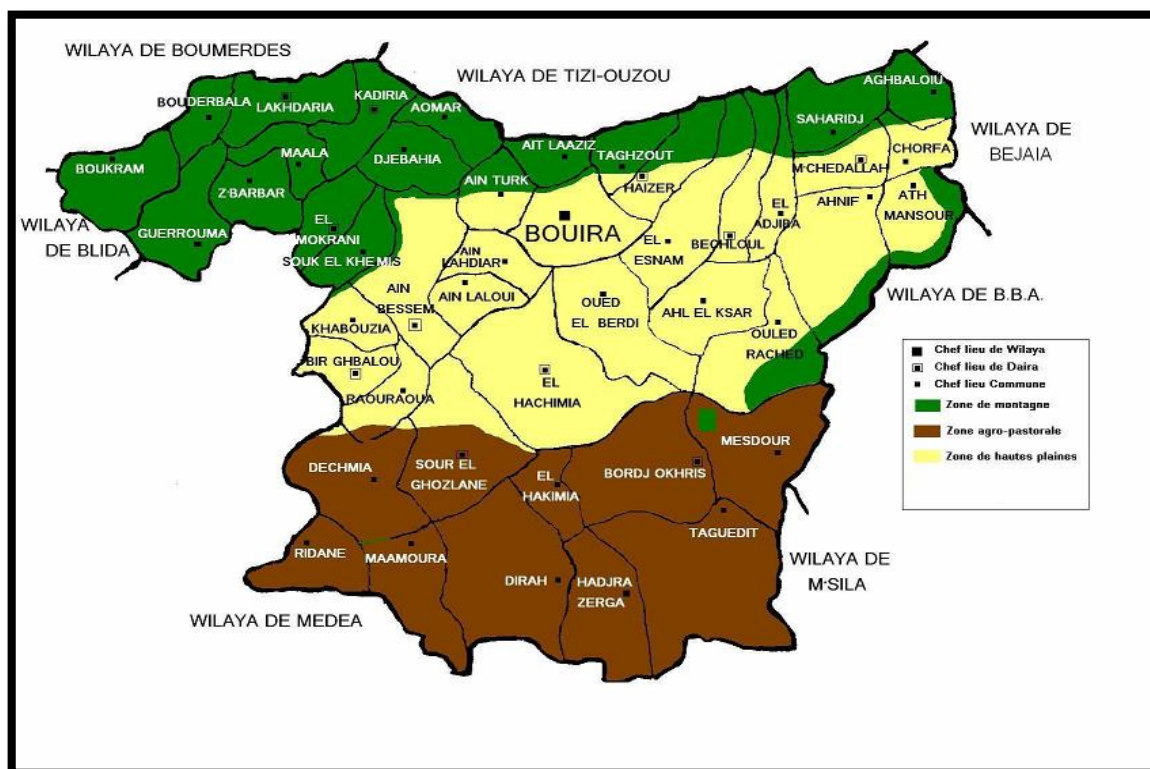 WILAYA DE BOUMERDES
WILAYA DE TIZI-OUZOU
AGHBALOIU
BOUDERBALA
LAKHDARIA
KADIRIA
AOMAR
SAHARIDJ
WILAYA DE
BEJAIA
BOUKRAM
MAALA
DJEBAHIA
AIT LAAZIZ
TAGHZOUT
M'CHEDALLAH
CHORFA
Z·BARBAR
AIN TURK
HAIZER
AHNIF
ATH
MANSOUR
WILAYA
DE BLIDA
GUERROUMA
EL
MOKRANI
SOUK EL KHEMIS
BOUIRA
EL
ESNAM
BECHLOUL
EL
ADJIBA
AIN
LAHDIAR
AIN
BESSEM
AIN LALOUI
OUED
EL BERDI
AHL EL KSAR
WILAYA DE B.B.A.
KHABOUZIA
OULED
RACHED
BIR GHBALOU
RAOURAOUA
EL
HACHIMIA
Chef lieu de Wilaya
Chef lieu de Daira
Chef lieu Commune
Zone de montagne
Zone agro-pastorale
Zone de hautes plaines
DECHMIA
SOUR EL
GHOZLANE
EL
HAKIMIA
BORDJ OKHRIS
MESDOUR
TAGUEDIT
RIDANE
MAAMOURA
DIRAH
HADJRA
ZERGA
WILAYA DE
M'SILA
WILAYA DE MEDEA